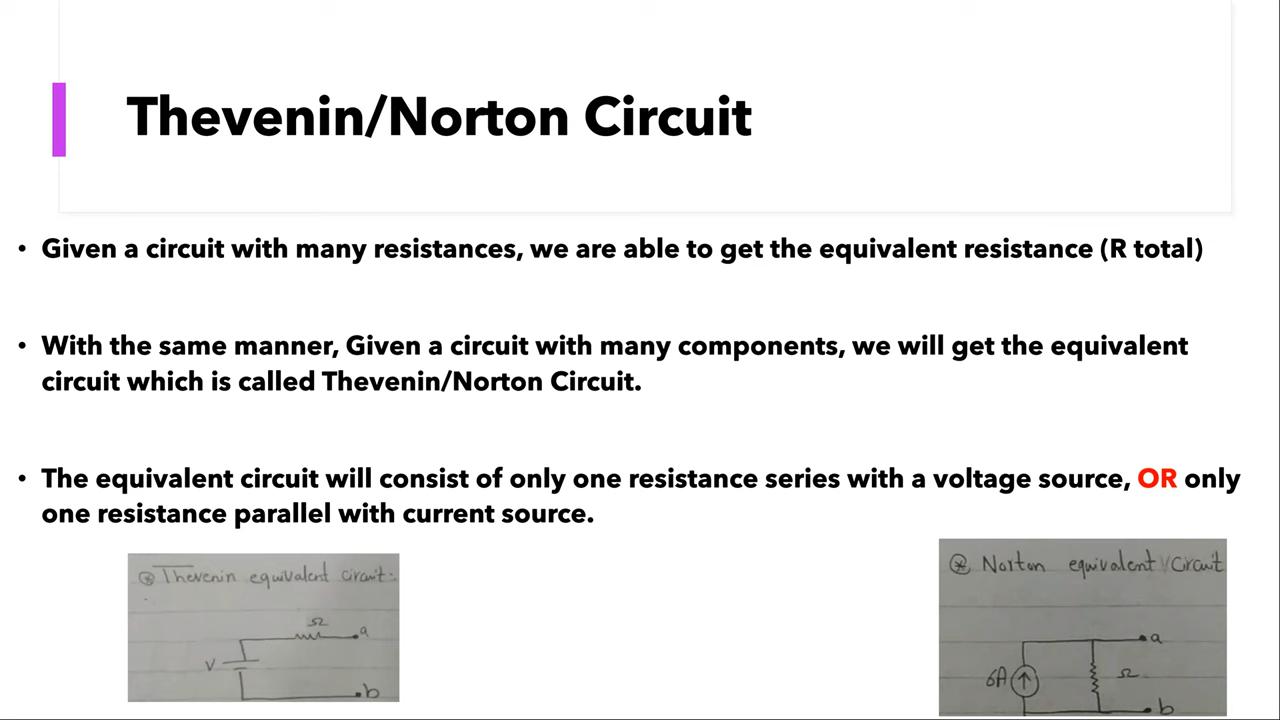 Thevenin/Norton Circuit
• Given a circuit with many resistances, we are able to get the equivalent resistance (R total)
• With the same manner, Given a circuit with many components, we will get the equivalent
circuit which is called Thevenin/Norton Circuit.
• The equivalent circuit will consist of only one resistance series with a voltage source, OR only
one resistance parallel with current source.
⊛ Thevenin equivalent circuit:
Ω
a
V
b
⊛ Norton equivalent circuit
a
6A
Ω
b